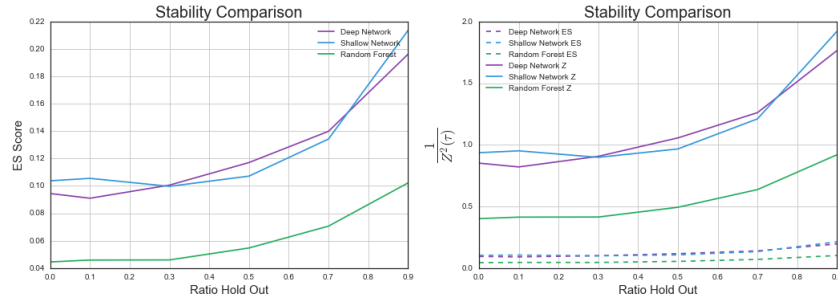 Stability Comparison
0.22
0.20
0.18
0.16
0.14
0.12
0.10
0.08
0.06
0.04
ES Score
Deep Network
Shallow Network
Random Forest
0.0 0.1 0.2 0.3 0.4 0.5 0.6 0.7 0.8 0.9
Ratio Hold Out
Stability Comparison
2.0
1.5
1.0
0.5
0.0
1
Z²(τ)
Deep Network ES
Shallow Network ES
Random Forest ES
Deep Network Z
Shallow Network Z
Random Forest Z
0.0 0.1 0.2 0.3 0.4 0.5 0.6 0.7 0.8 0.9
Ratio Hold Out